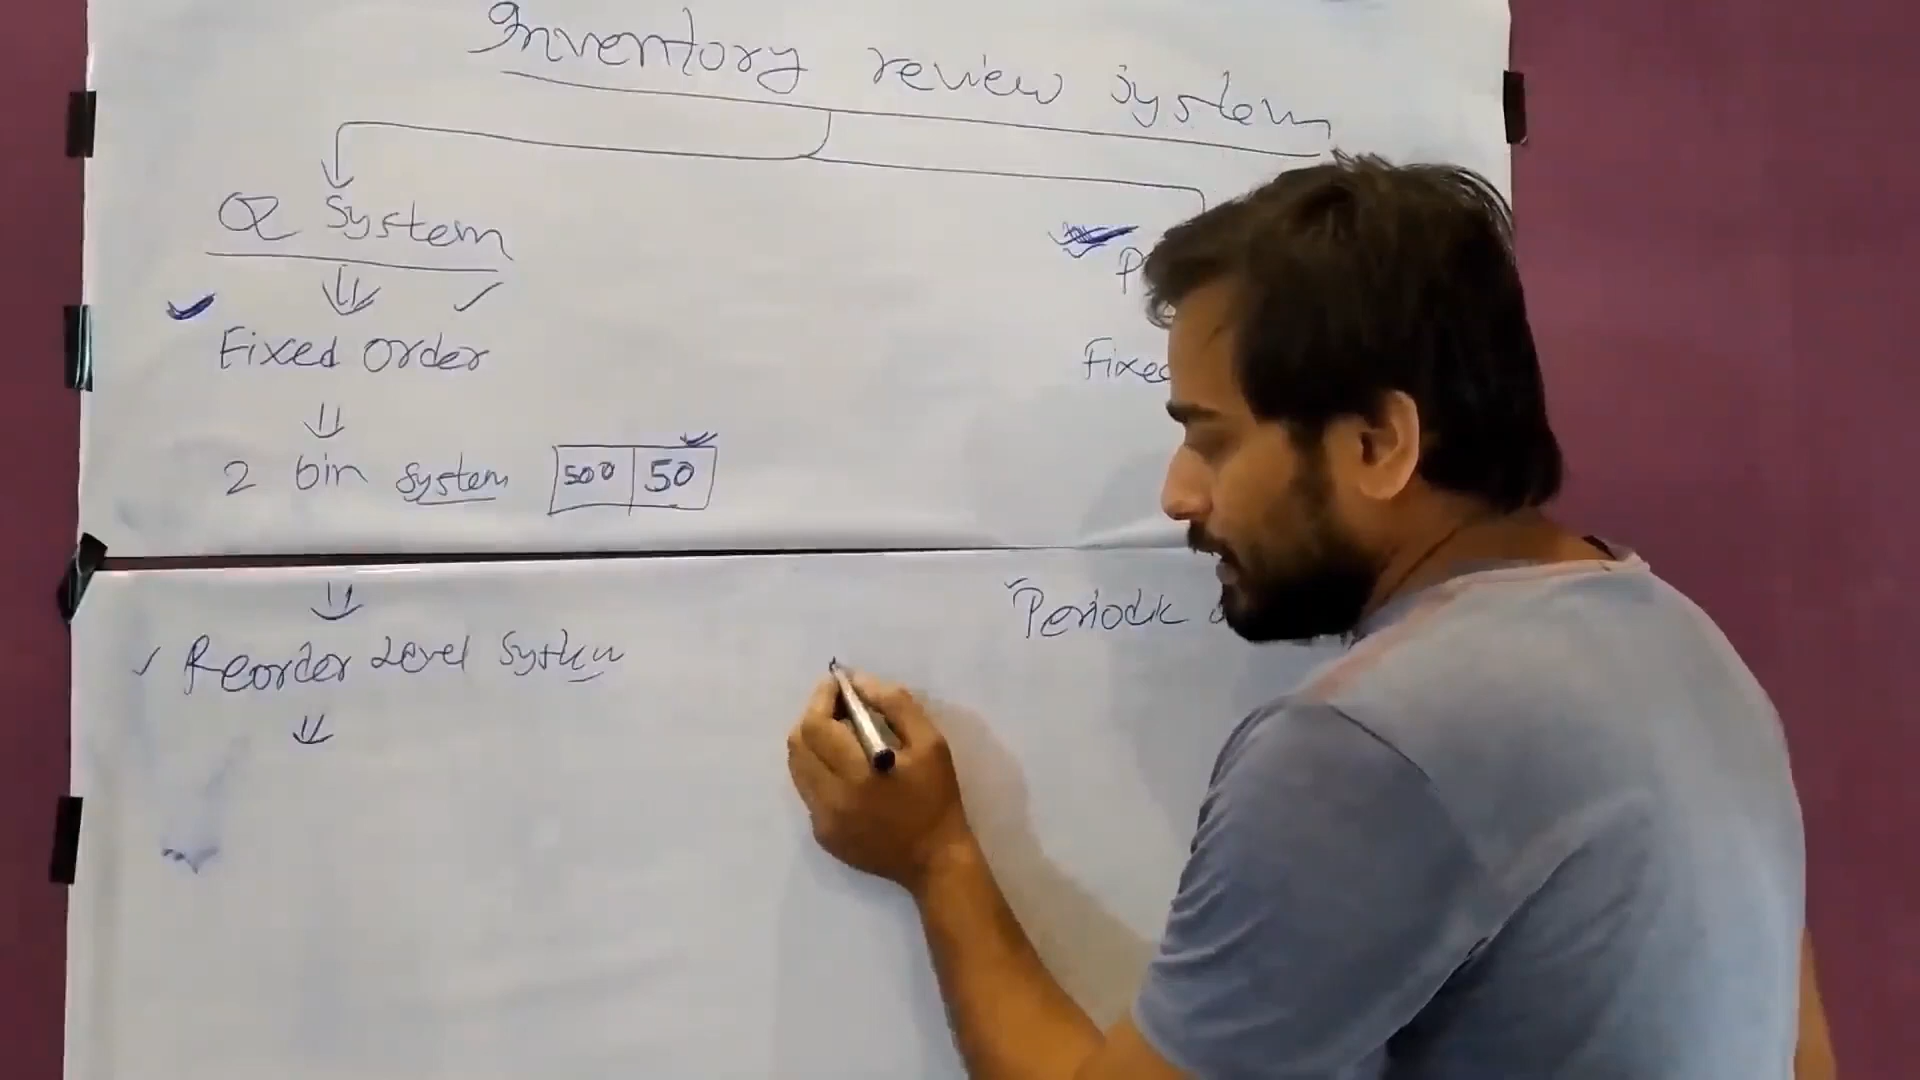 Inventory review system
Q System
P
Fixed order
Fixed
2 bin system 500 50
Periodic
Reorder Level System